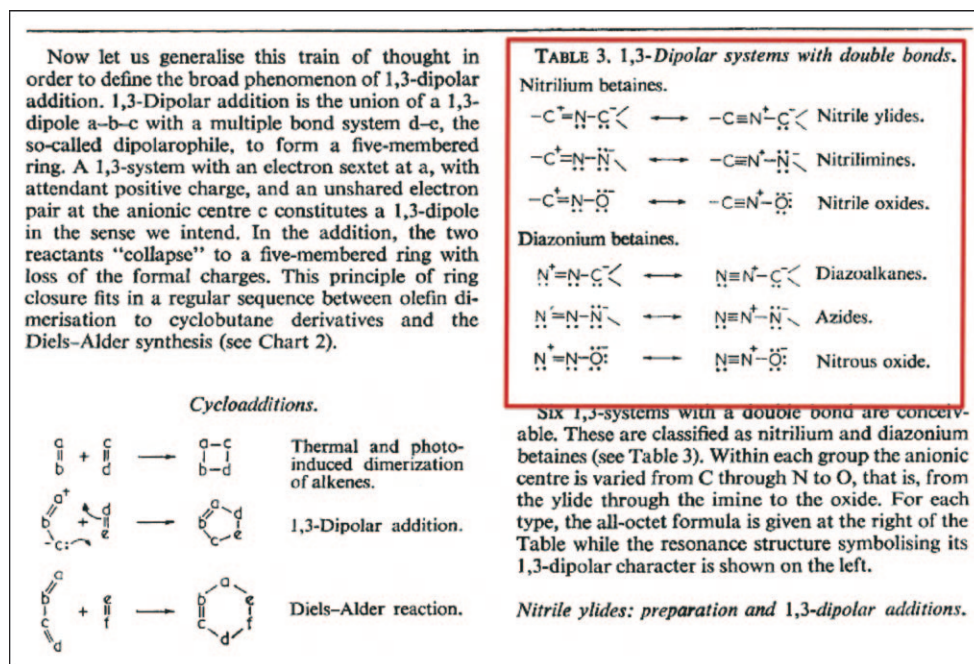 Now let us generalise this train of thought in
order to define the broad phenomenon of 1,3-dipolar
addition. 1,3-Dipolar addition is the union of a 1,3-
dipole a–b–c with a multiple bond system d–e, the
so-called dipolarophile, to form a five-membered
ring. A 1,3-system with an electron sextet at a, with
attendant positive charge, and an unshared electron
pair at the anionic centre c constitutes a 1,3-dipole
in the sense we intend. In the addition, the two
reactants “collapse” to a five-membered ring with
loss of the formal charges. This principle of ring
closure fits in a regular sequence between olefin di-
merisation to cyclobutane derivatives and the
Diels–Alder synthesis (see Chart 2).
Cycloadditions.
a b + c d → a–c b–d
Thermal and photo-
induced dimerization
of alkenes.
b a+ -c: + d e → b a d e c
1,3-Dipolar addition.
a b c d + e f → a b c d e f
Diels–Alder reaction.
TABLE 3. 1,3-Dipolar systems with double bonds.
Nitrilium betaines.
–C⁺=N̤–C̤⁻< ↔ –C≡N⁺–C̤⁻< Nitrile ylides.
–C⁺=N̤–N̤̈⁻\ ↔ –C≡N⁺–N̤̈⁻\ Nitrilimines.
–C⁺=N̤–Ö̤:⁻ ↔ –C≡N⁺–Ö̤:⁻ Nitrile oxides.
Diazonium betaines.
N̤⁺=N̤–C̤⁻< ↔ N̤≡N⁺–C̤⁻< Diazoalkanes.
N̤=N̤–N̤̈⁻\ ↔ N̤≡N⁺–N̤̈⁻\ Azides.
N̤⁺=N̤–Ö̤:⁻ ↔ N̤≡N⁺–Ö̤:⁻ Nitrous oxide.
Six 1,3-systems with a double bond are conceiv-
able. These are classified as nitrilium and diazonium
betaines (see Table 3). Within each group the anionic
centre is varied from C through N to O, that is, from
the ylide through the imine to the oxide. For each
type, the all-octet formula is given at the right of the
Table while the resonance structure symbolising its
1,3-dipolar character is shown on the left.
Nitrile ylides: preparation and 1,3-dipolar additions.